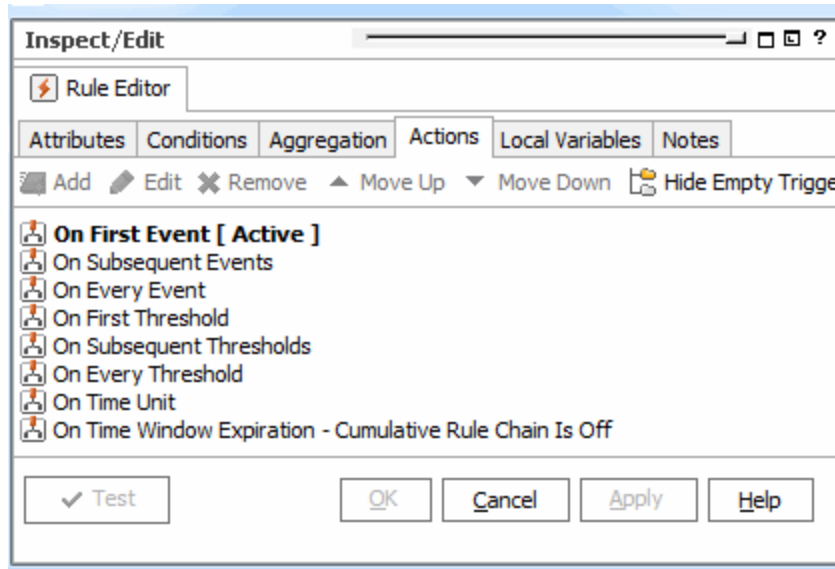 Inspect/Edit ?
Rule Editor
Attributes Conditions Aggregation Actions Local Variables Notes
Add Edit Remove Move Up Move Down Hide Empty Trigge
On First Event [ Active ]
On Subsequent Events
On Every Event
On First Threshold
On Subsequent Thresholds
On Every Threshold
On Time Unit
On Time Window Expiration - Cumulative Rule Chain Is Off
Test OK Cancel Apply Help